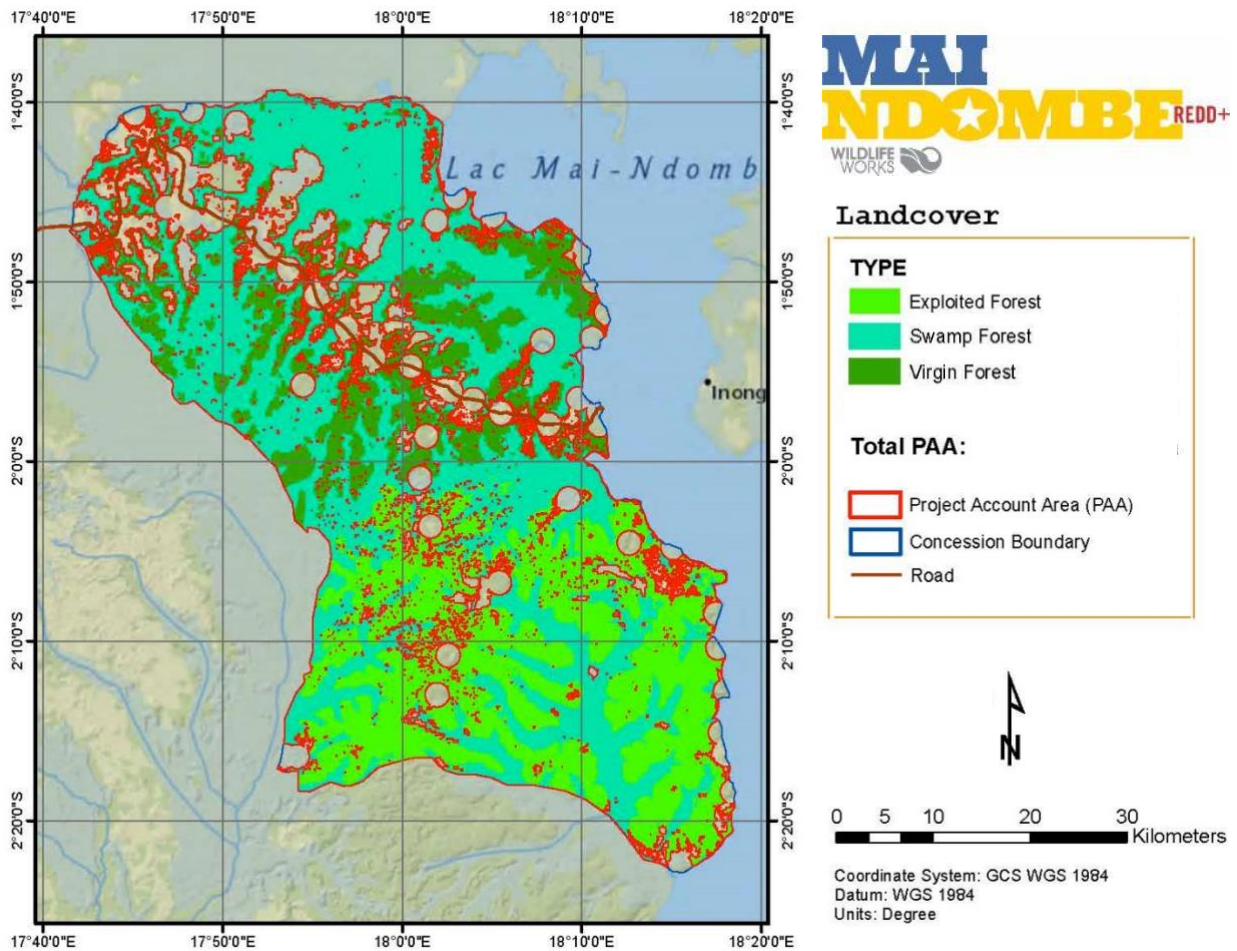 17°40'0"E 17°50'0"E 18°0'0"E 18°10'0"E 18°20'0"E
1°40'0"S
1°50'0"S
2°0'0"S
2°10'0"S
2°20'0"S
Lac Mai-Ndomb
Inong
1°40'0"S
1°50'0"S
2°0'0"S
2°10'0"S
2°20'0"S
17°40'0"E 17°50'0"E 18°0'0"E 18°10'0"E 18°20'0"E
MAI
NDOMBE REDD+
WILDLIFE
WORKS
Landcover
TYPE
Exploited Forest
Swamp Forest
Virgin Forest
Total PAA:
Project Account Area (PAA)
Concession Boundary
Road
N
0 5 10 20 30
Kilometers
Coordinate System: GCS WGS 1984
Datum: WGS 1984
Units: Degree